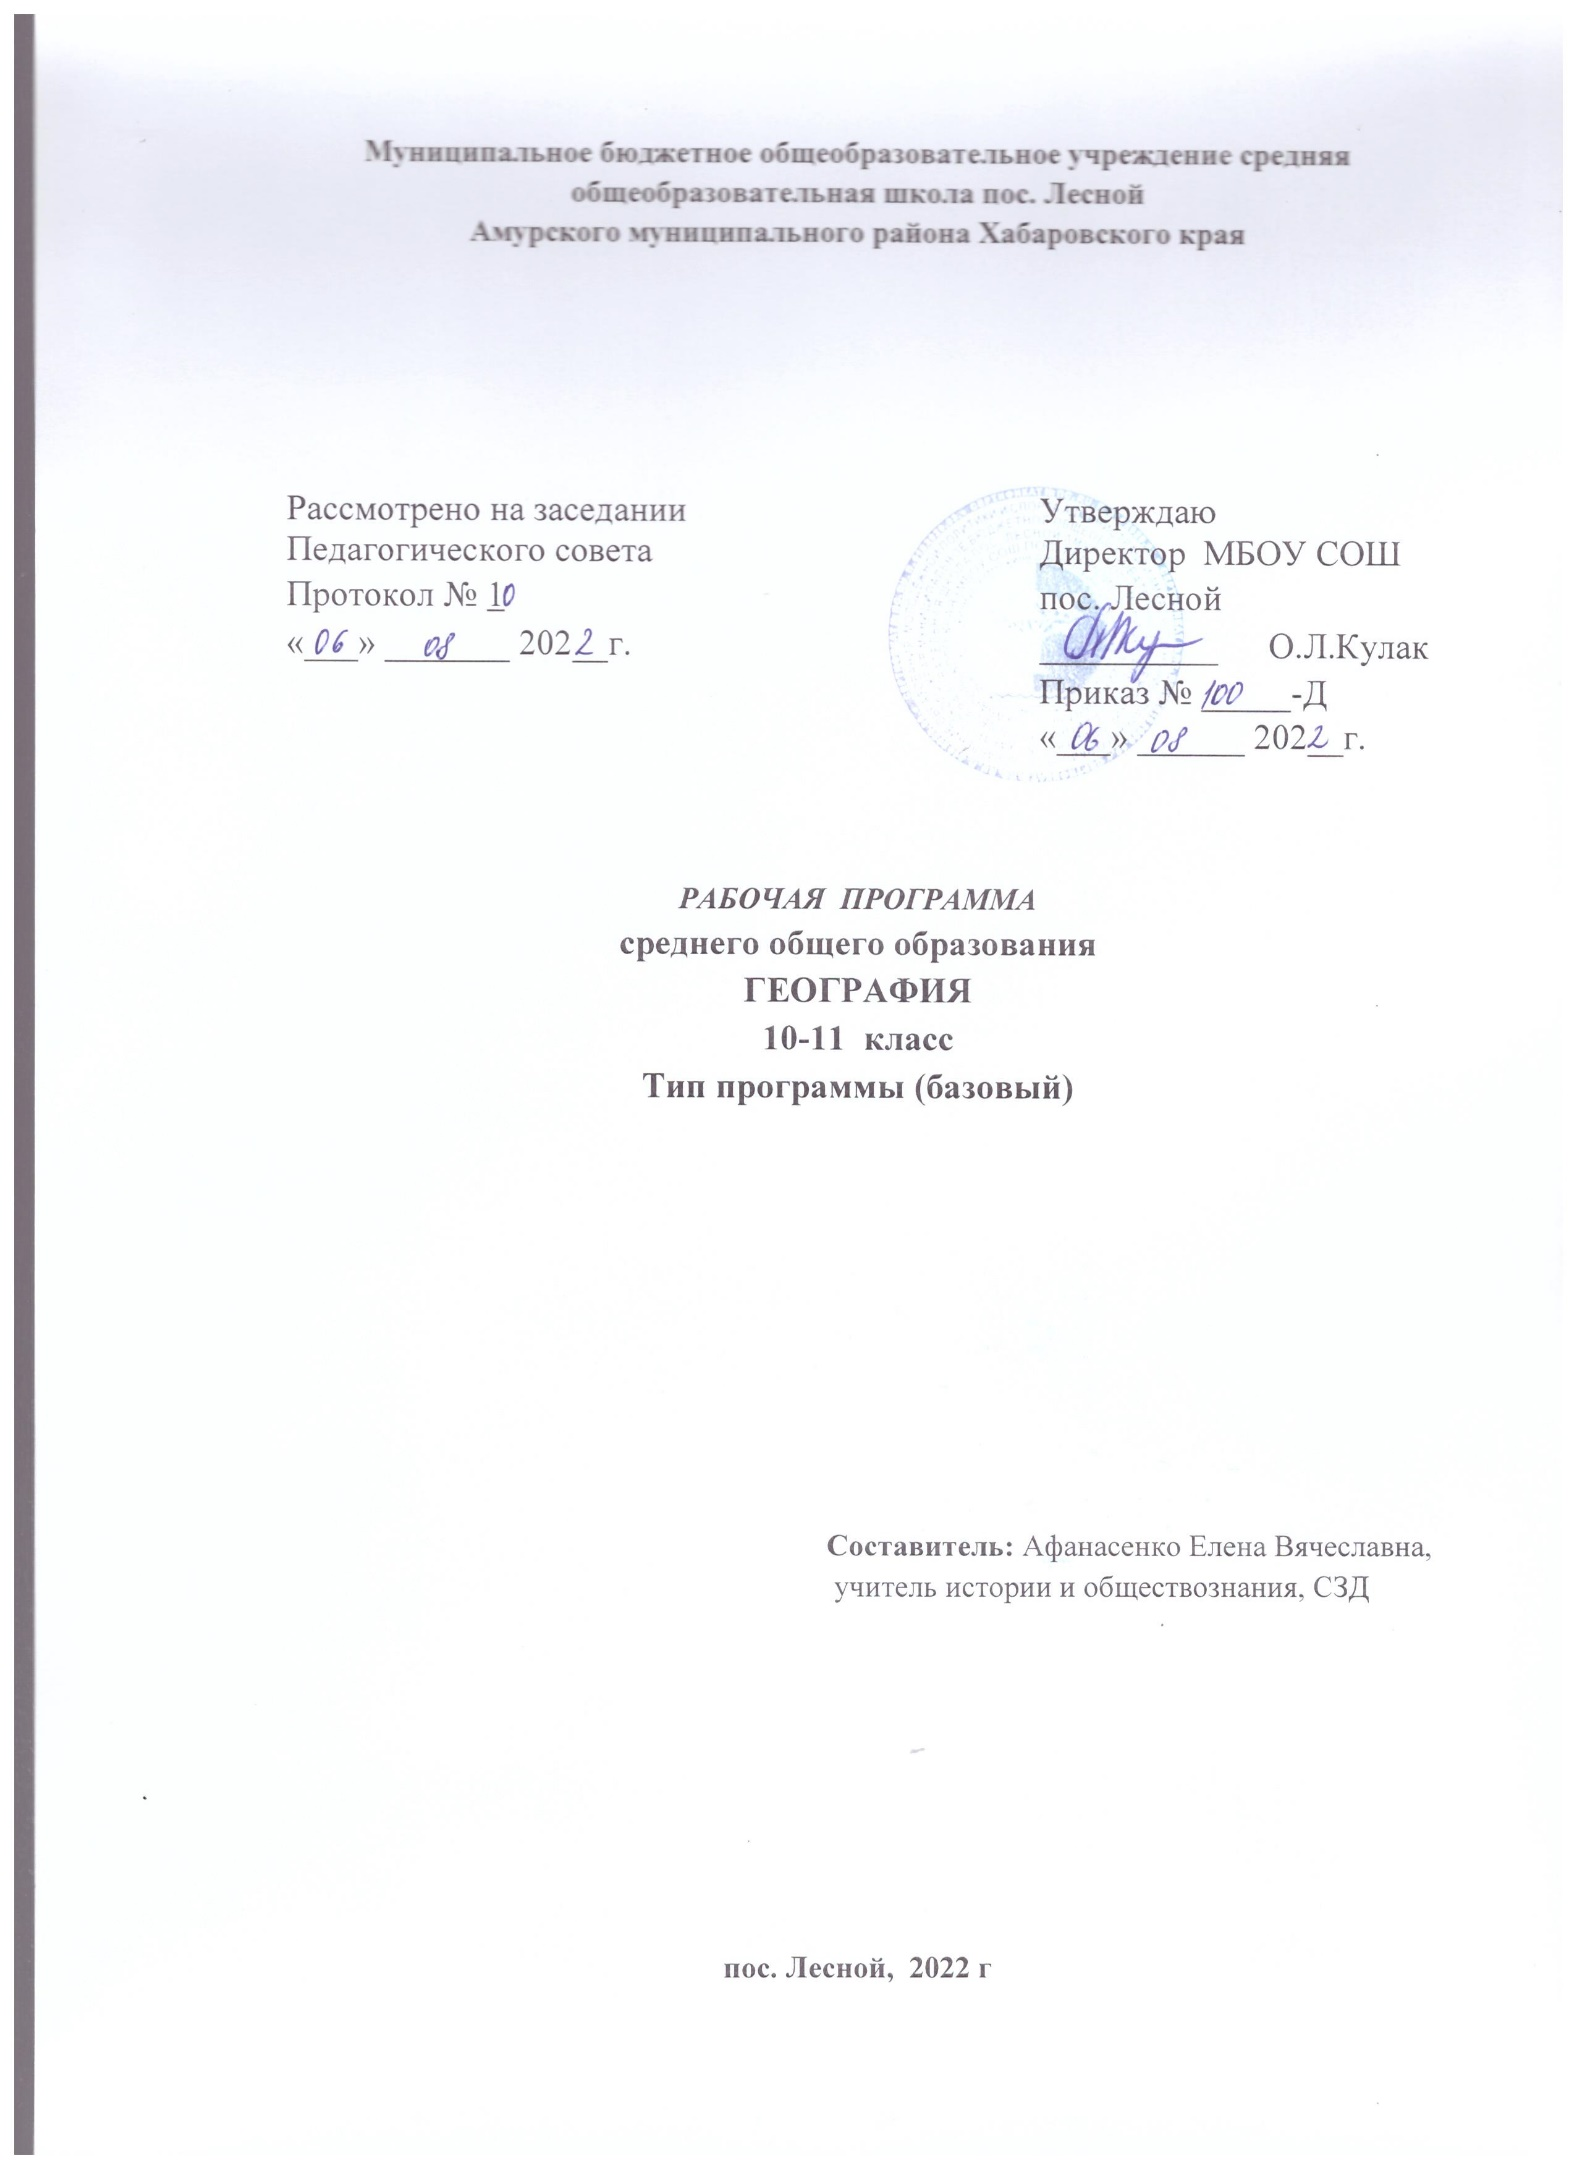 Муниципальное бюджетное общеобразовательное учреждение средняя
общеобразовательная школа пос. Лесной
Амурского муниципального района Хабаровского края
Рассмотрено на заседании
Педагогического совета
Протокол № 10
«06» 08 2022 г.
Утверждаю
Директор МБОУ СОШ
пос. Лесной
О.Л.Кулак
Приказ № 100 -Д
«06» 08 2022 г.
РАБОЧАЯ ПРОГРАММА
среднего общего образования
ГЕОГРАФИЯ
10-11 класс
Тип программы (базовый)
Составитель: Афанасенко Елена Вячеславна,
учитель истории и обществознания, СЗД
пос. Лесной, 2022 г